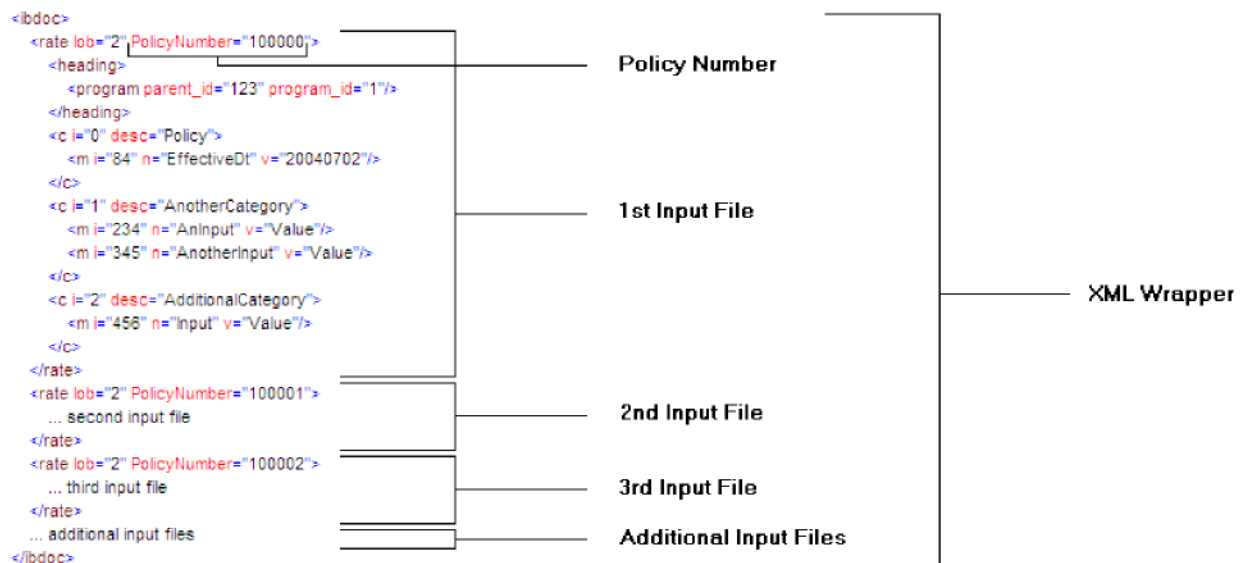 <ibdoc>
<rate lob="2" PolicyNumber="100000">
<heading>
<program parent_id="123" program_id="1"/>
</heading>
<c i="0" desc="Policy">
<m i="84" n="EffectiveDt" v="20040702"/>
</c>
<c i="1" desc="AnotherCategory">
<m i="234" n="AnInput" v="Value"/>
<m i="345" n="AnotherInput" v="Value"/>
</c>
<c i="2" desc="AdditionalCategory">
<m i="456" n="Input" v="Value"/>
</c>
</rate>
<rate lob="2" PolicyNumber="100001">
... second input file
</rate>
<rate lob="2" PolicyNumber="100002">
... third input file
</rate>
... additional input files
</ibdoc>
Policy Number
1st Input File
2nd Input File
3rd Input File
Additional Input Files
XML Wrapper